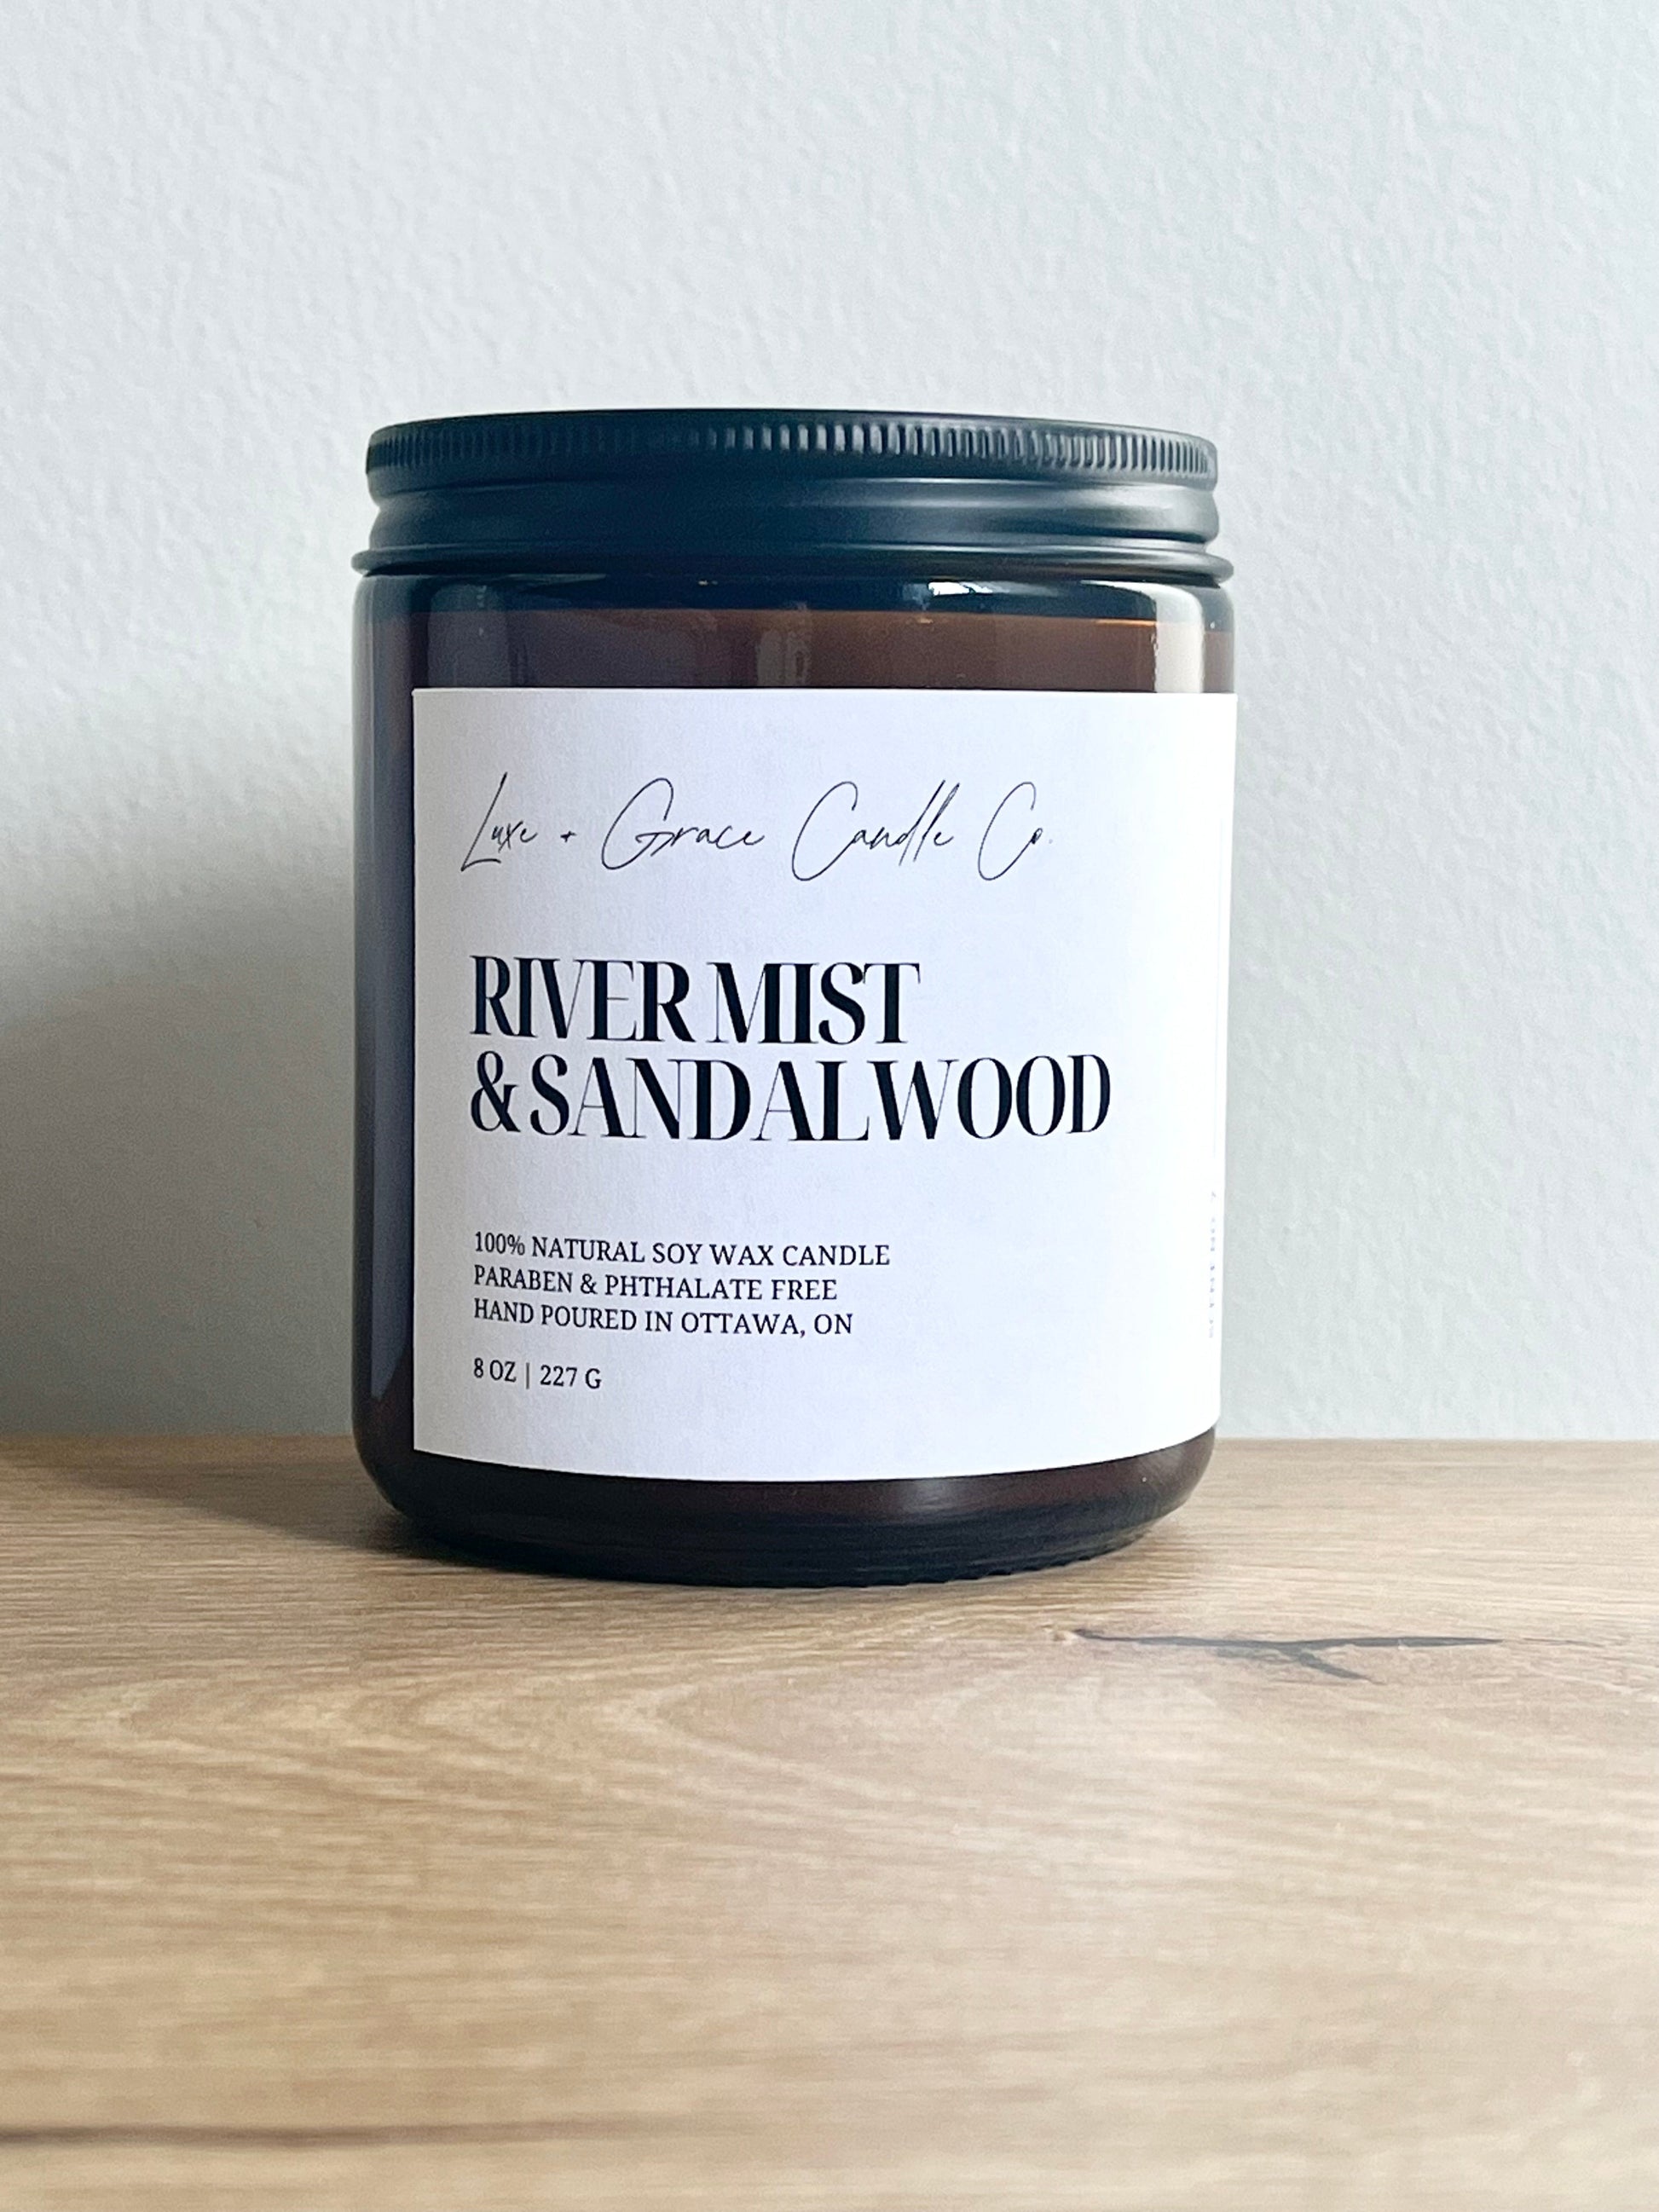 Luxe + Grace Candle Co.
RIVER MIST
& SANDALWOOD
100% NATURAL SOY WAX CANDLE
PARABEN & PHTHALATE FREE
HAND POURED IN OTTAWA, ON
8 OZ | 227 G